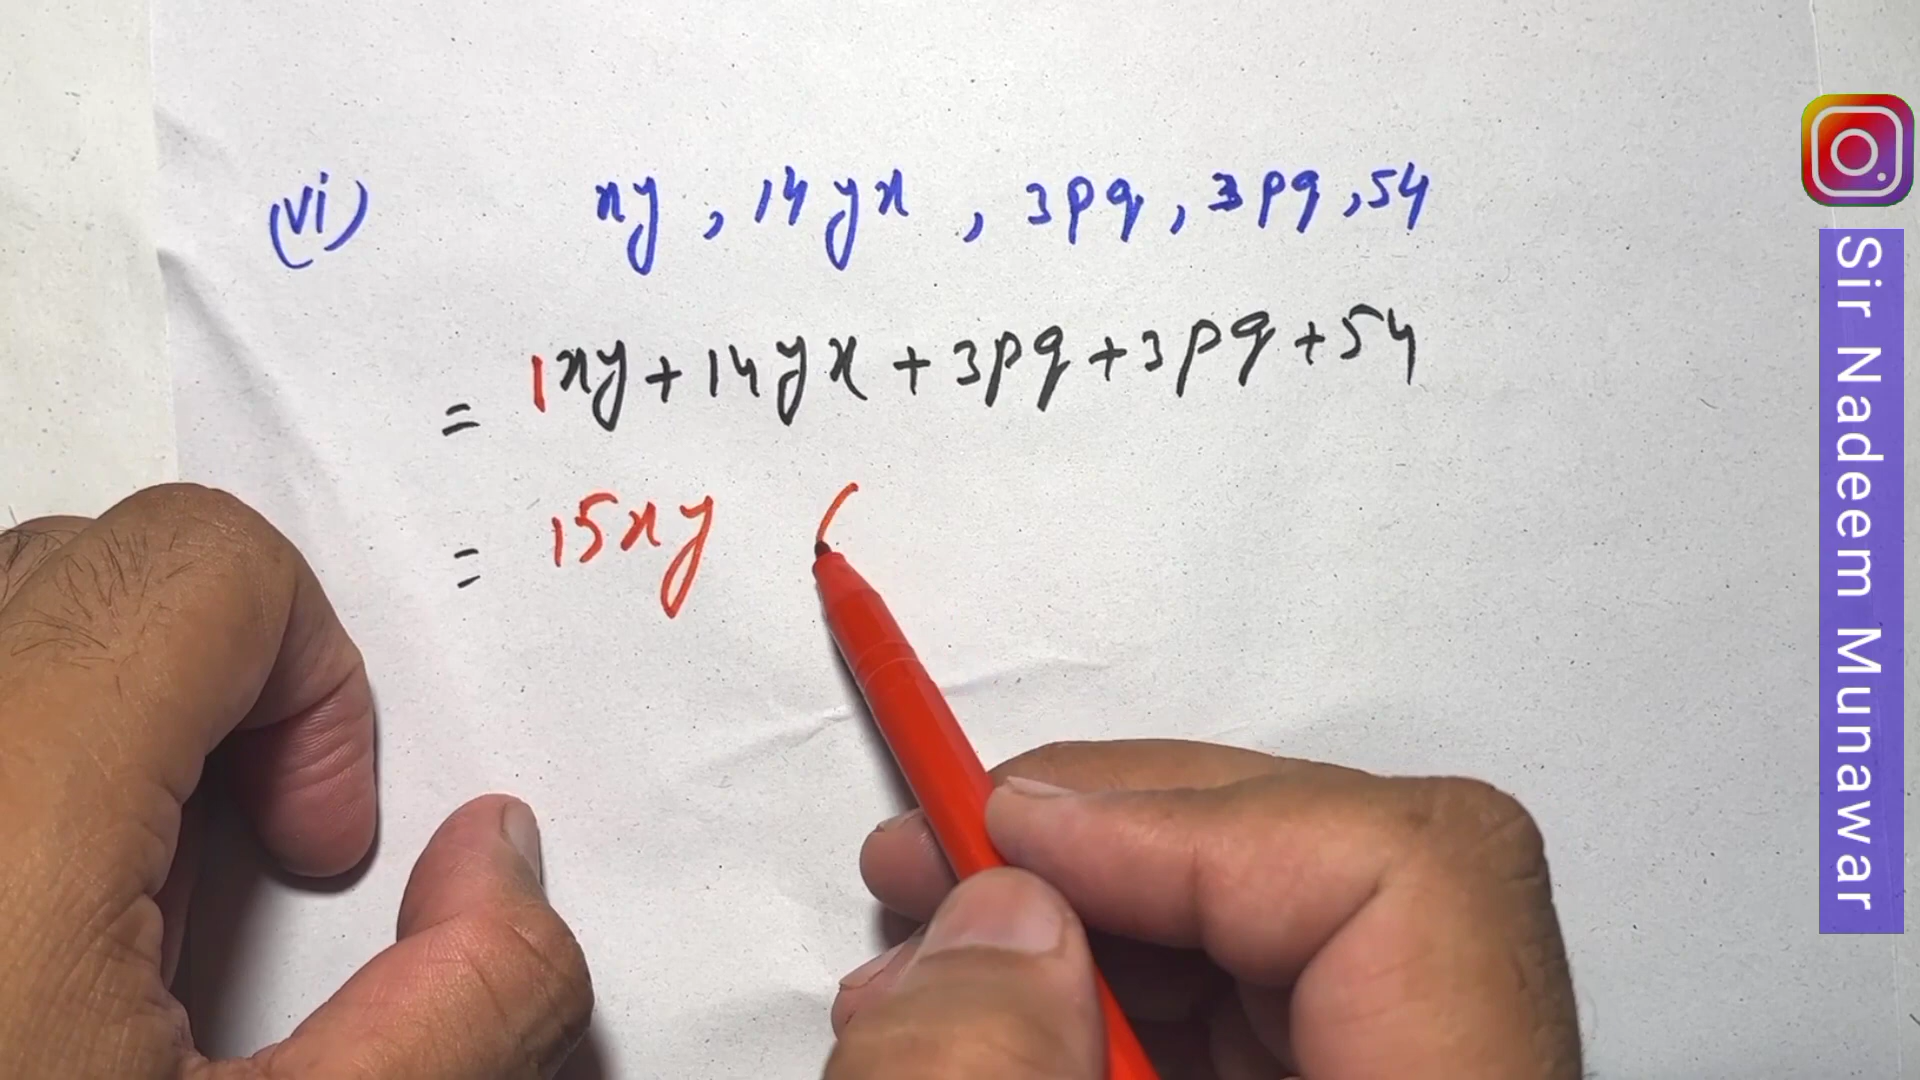 (vi) xy , 14yx , 3pq , 3pq , 54
= 1xy + 14yx + 3pq + 3pq + 54
= 15xy (
Sir Nadeem Munawar